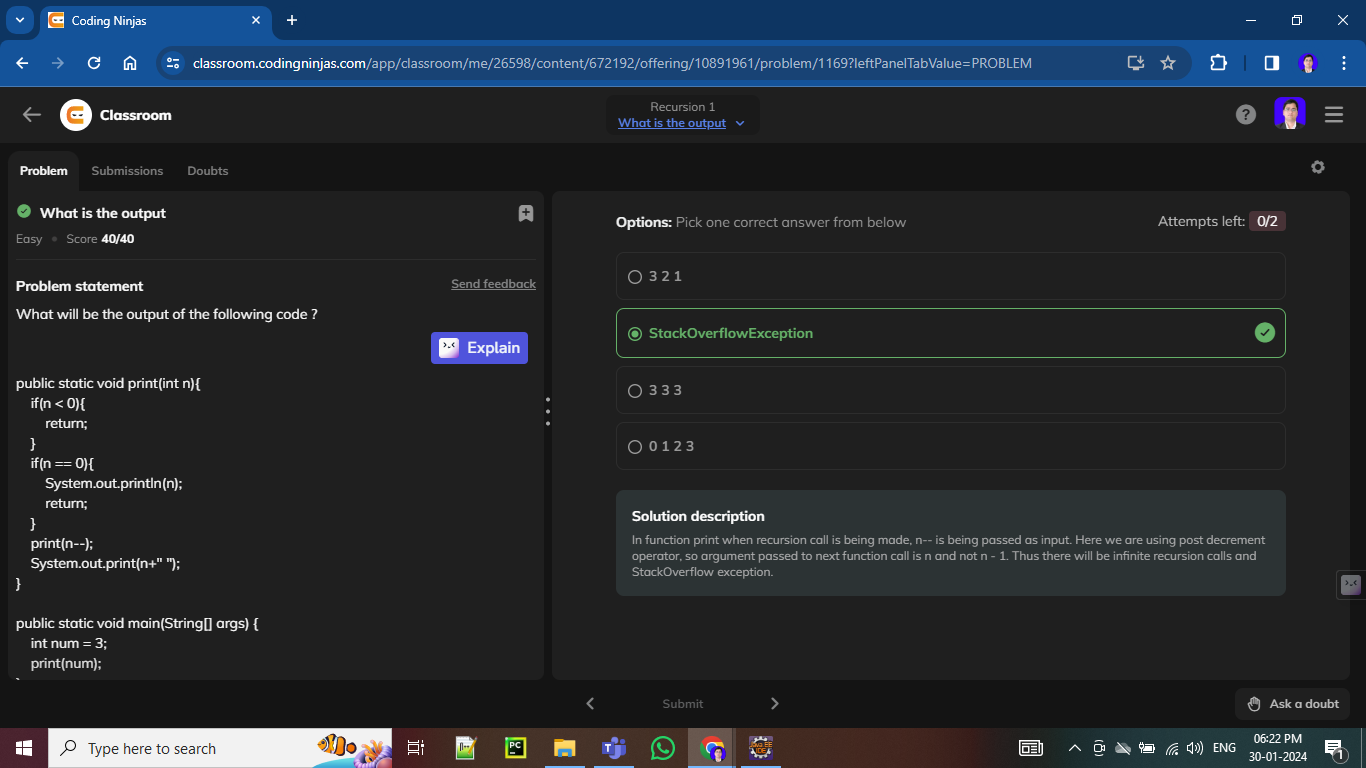 Coding Ninjas
classroom.codingninjas.com/app/classroom/me/26598/content/672192/offering/10891961/problem/1169?leftPanelTabValue=PROBLEM
Classroom
Recursion 1
What is the output
Problem
Submissions
Doubts
What is the output
Easy
Score 40/40
Problem statement
Send feedback
What will be the output of the following code ?
Explain
public static void print(int n){
if(n < 0){
return;
}
if(n == 0){
System.out.println(n);
return;
}
print(n--);
System.out.print(n+" ");
}
public static void main(String[] args) {
int num = 3;
print(num);
Options: Pick one correct answer from below
Attempts left: 0/2
3 2 1
StackOverflowException
3 3 3
0 1 2 3
Solution description
In function print when recursion call is being made, n-- is being passed as input. Here we are using post decrement
operator, so argument passed to next function call is n and not n - 1. Thus there will be infinite recursion calls and
StackOverflow exception.
Submit
Ask a doubt
Type here to search
PC
ENG
06:22 PM
30-01-2024
1